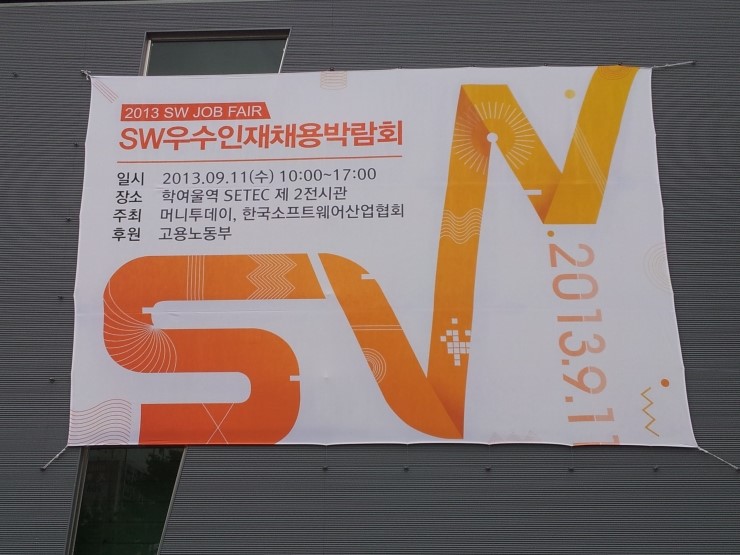 2013 SW JOB FAIR
SW우수인재채용박람회
일시 2013.09.11(수) 10:00~17:00
장소 학여울역 SETEC 제 2전시관
주최 머니투데이, 한국소프트웨어산업협회
후원 고용노동부
SW
.2013.9.11